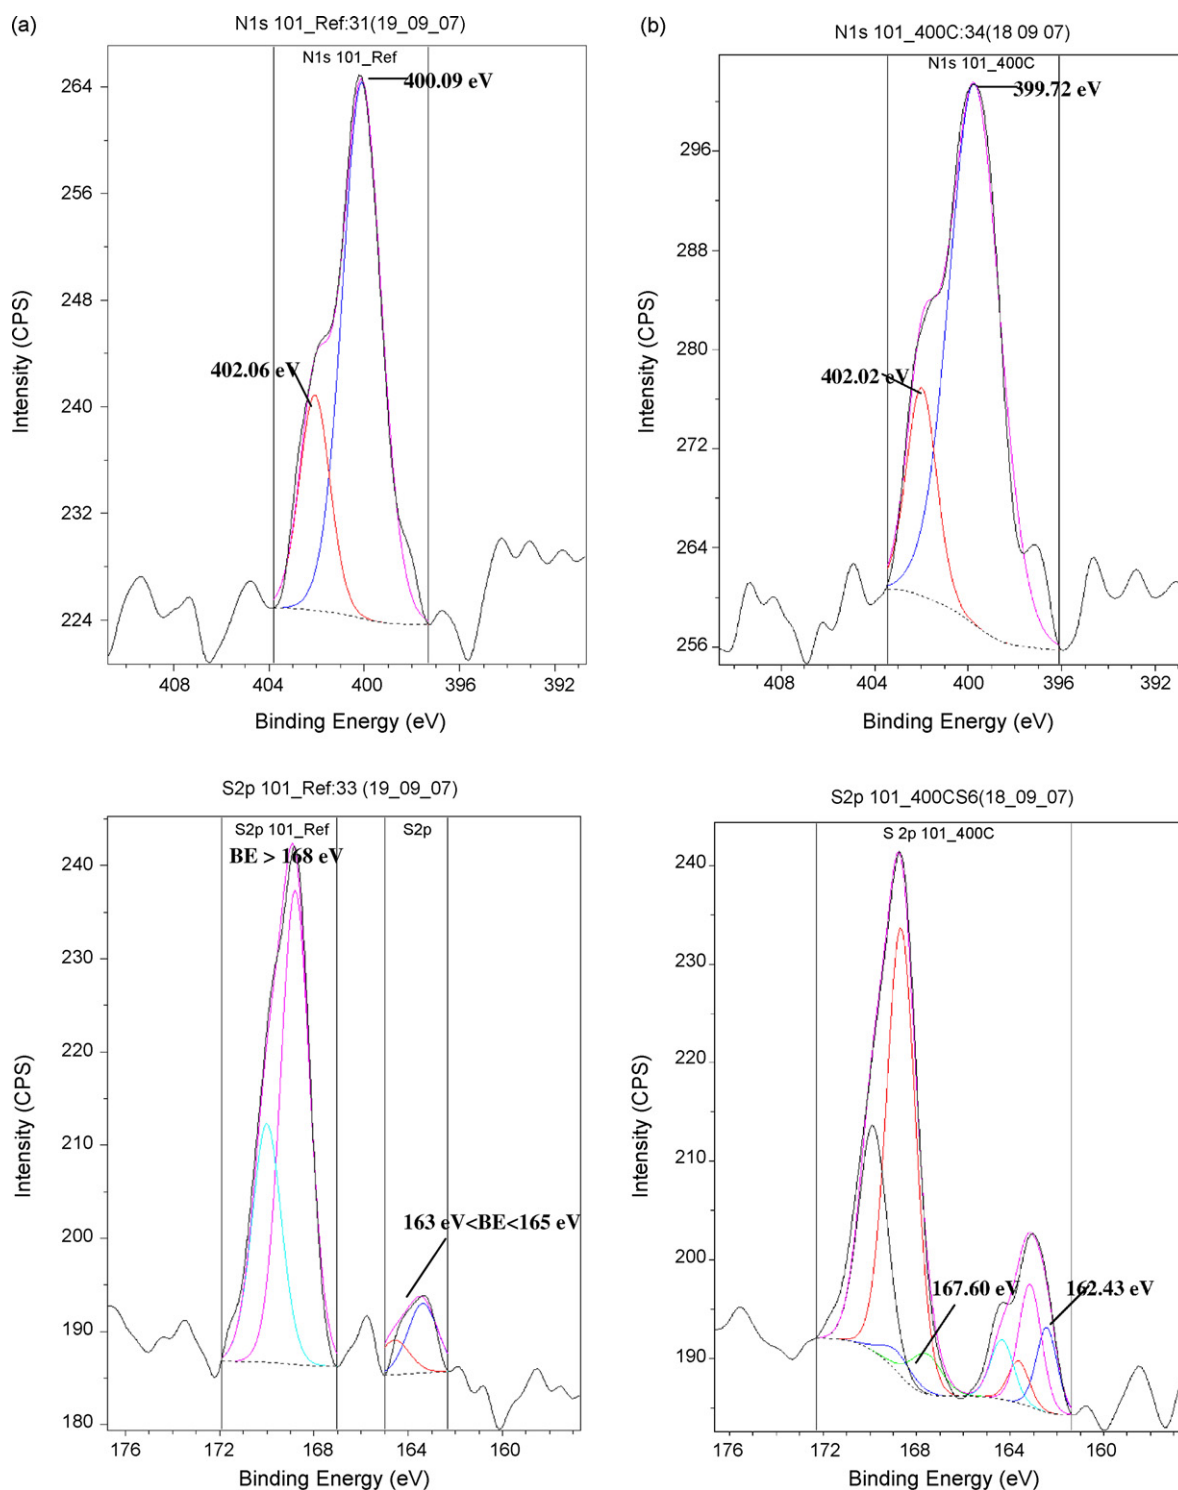 (a)
N1s 101_Ref:31(19_09_07)
N1s 101_Ref
400.09 eV
402.06 eV
264
256
248
240
232
224
408 404 400 396 392
Intensity (CPS)
Binding Energy (eV)
(b)
N1s 101_400C:34(18 09 07)
N1s 101_400C
399.72 eV
402.02 eV
296
288
280
272
264
256
408 404 400 396 392
Intensity (CPS)
Binding Energy (eV)
S2p 101_Ref:33 (19_09_07)
S2p 101_Ref
S2p
BE > 168 eV
163 eV<BE<165 eV
240
230
220
210
200
190
180
176 172 168 164 160
Intensity (CPS)
Binding Energy (eV)
S2p 101_400CS6(18_09_07)
S 2p 101_400C
167.60 eV
162.43 eV
240
230
220
210
200
190
176 172 168 164 160
Intensity (CPS)
Binding Energy (eV)